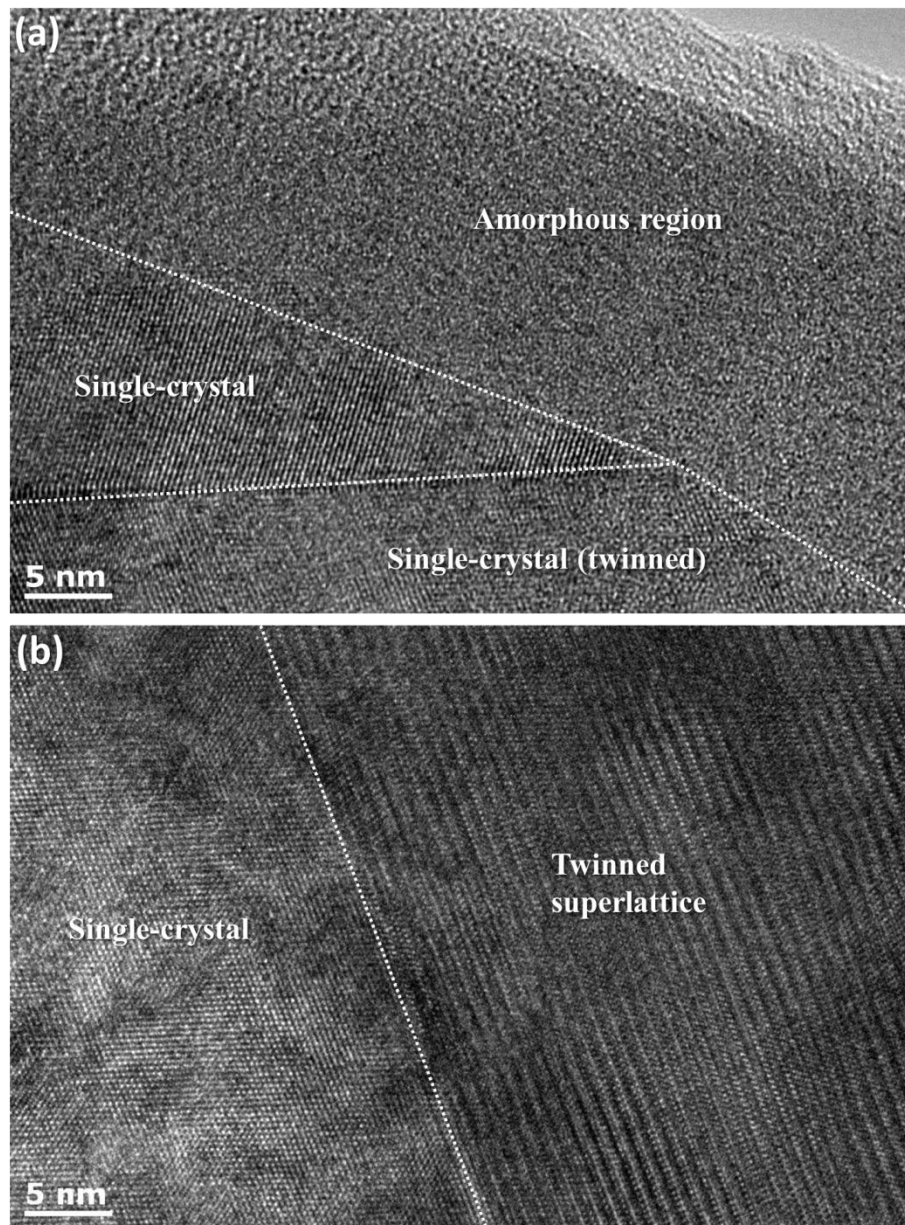 (a)
Amorphous region
Single-crystal
Single-crystal (twinned)
5 nm
(b)
Twinned
superlattice
Single-crystal
5 nm